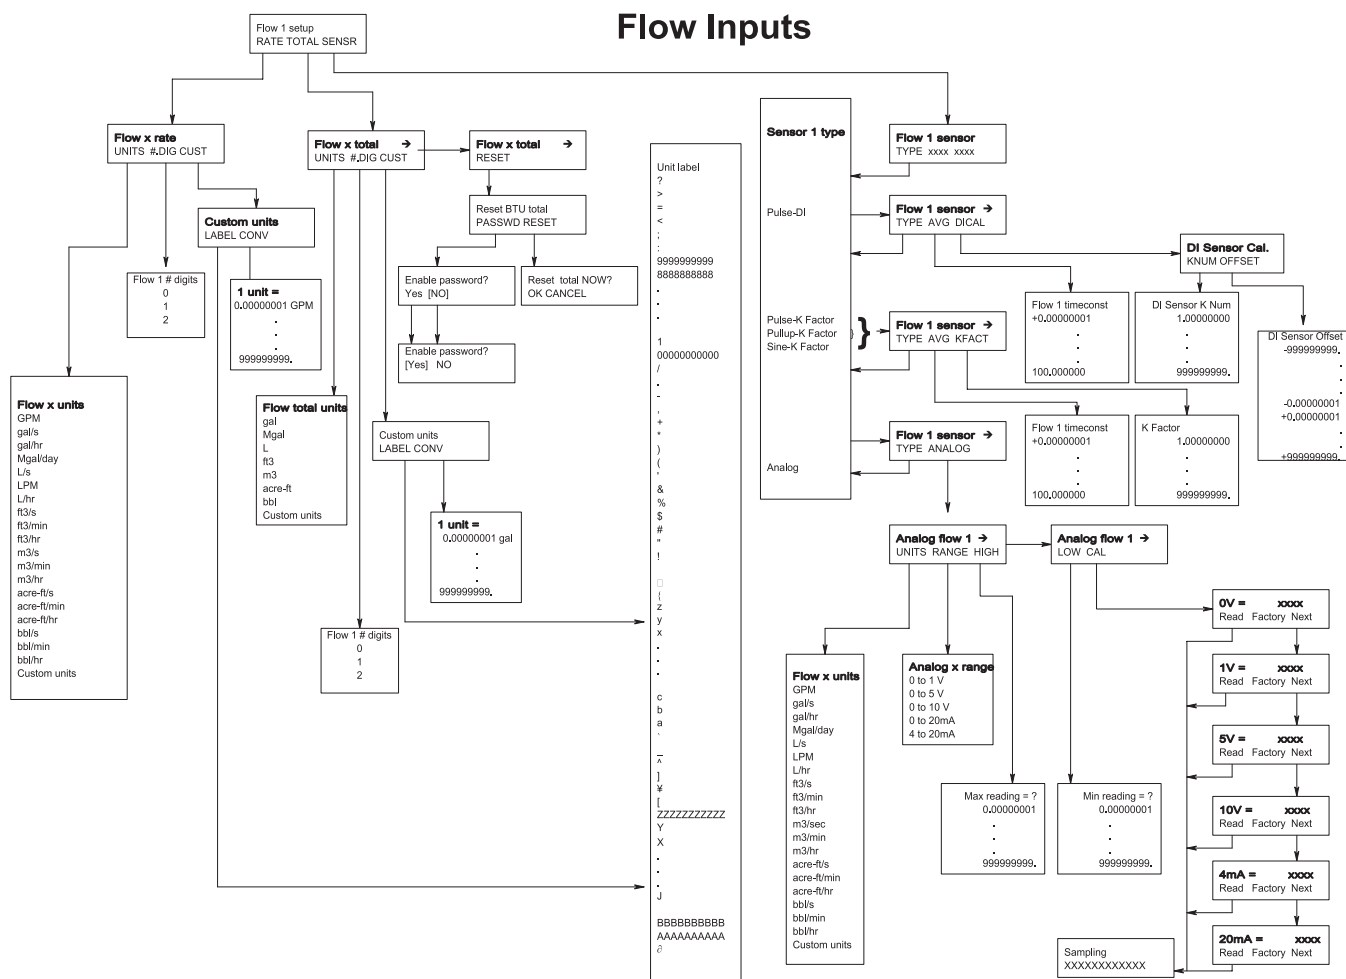 Flow Inputs
Flow 1 setup
RATE TOTAL SENSR
Flow x rate
UNITS #.DIG CUST
Custom units
LABEL CONV
Flow 1 # digits
0
1
2
1 unit =
0.00000001 GPM
.
.
.
999999999.
Flow x units
GPM
gal/s
gal/hr
Mgal/day
L/s
LPM
L/hr
ft3/s
ft3/min
ft3/hr
m3/s
m3/min
m3/hr
acre-ft/s
acre-ft/min
acre-ft/hr
bbl/s
bbl/min
bbl/hr
Custom units
Flow x total →
UNITS #.DIG CUST
Flow x total →
RESET
Reset BTU total
PASSWD RESET
Enable password?
Yes [NO]
Reset total NOW?
OK CANCEL
Enable password?
[Yes] NO
Flow total units
gal
Mgal
L
ft3
m3
acre-ft
bbl
Custom units
Custom units
LABEL CONV
1 unit =
0.00000001 gal
.
.
.
999999999.
Flow 1 # digits
0
1
2
Unit label
?
>
=
<
;
:
9999999999
8888888888
.
.
.
1
00000000000
/
.
-
,
+
*
)
(
'
&
%
$
#
"
!
□
{
z
y
x
.
.
.
c
b
a
`
_
^
]
¥
[
ZZZZZZZZZZZ
Y
X
.
.
.
J
BBBBBBBBBB
AAAAAAAAAA
∂
Sensor 1 type
Pulse-DI
Pulse-K Factor
Pullup-K Factor }
Sine-K Factor
}
Analog
Flow 1 sensor
TYPE xxxx xxxx
Flow 1 sensor →
TYPE AVG DICAL
DI Sensor Cal.
KNUM OFFSET
Flow 1 timeconst
+0.00000001
.
.
.
100.000000
DI Sensor K Num
1.00000000
.
.
.
999999999.
DI Sensor Offset
-999999999.
.
.
.
-0.00000001
+0.00000001
.
.
+999999999.
Flow 1 sensor →
TYPE AVG KFACT
Flow 1 timeconst
+0.00000001
.
.
.
100.000000
K Factor
1.00000000
.
.
.
999999999.
Flow 1 sensor →
TYPE ANALOG
Analog flow 1 →
UNITS RANGE HIGH
Analog flow 1 →
LOW CAL
Flow x units
GPM
gal/s
gal/hr
Mgal/day
L/s
LPM
L/hr
ft3/s
ft3/min
ft3/hr
m3/sec
m3/min
m3/hr
acre-ft/s
acre-ft/min
acre-ft/hr
bbl/s
bbl/min
bbl/hr
Custom units
Analog x range
0 to 1 V
0 to 5 V
0 to 10 V
0 to 20mA
4 to 20mA
Max reading = ?
0.00000001
.
.
.
999999999.
Min reading = ?
0.00000001
.
.
.
999999999.
0V = xxxx
Read Factory Next
1V = xxxx
Read Factory Next
5V = xxxx
Read Factory Next
10V = xxxx
Read Factory Next
4mA = xxxx
Read Factory Next
20mA = xxxx
Read Factory Next
Sampling
XXXXXXXXXXXX